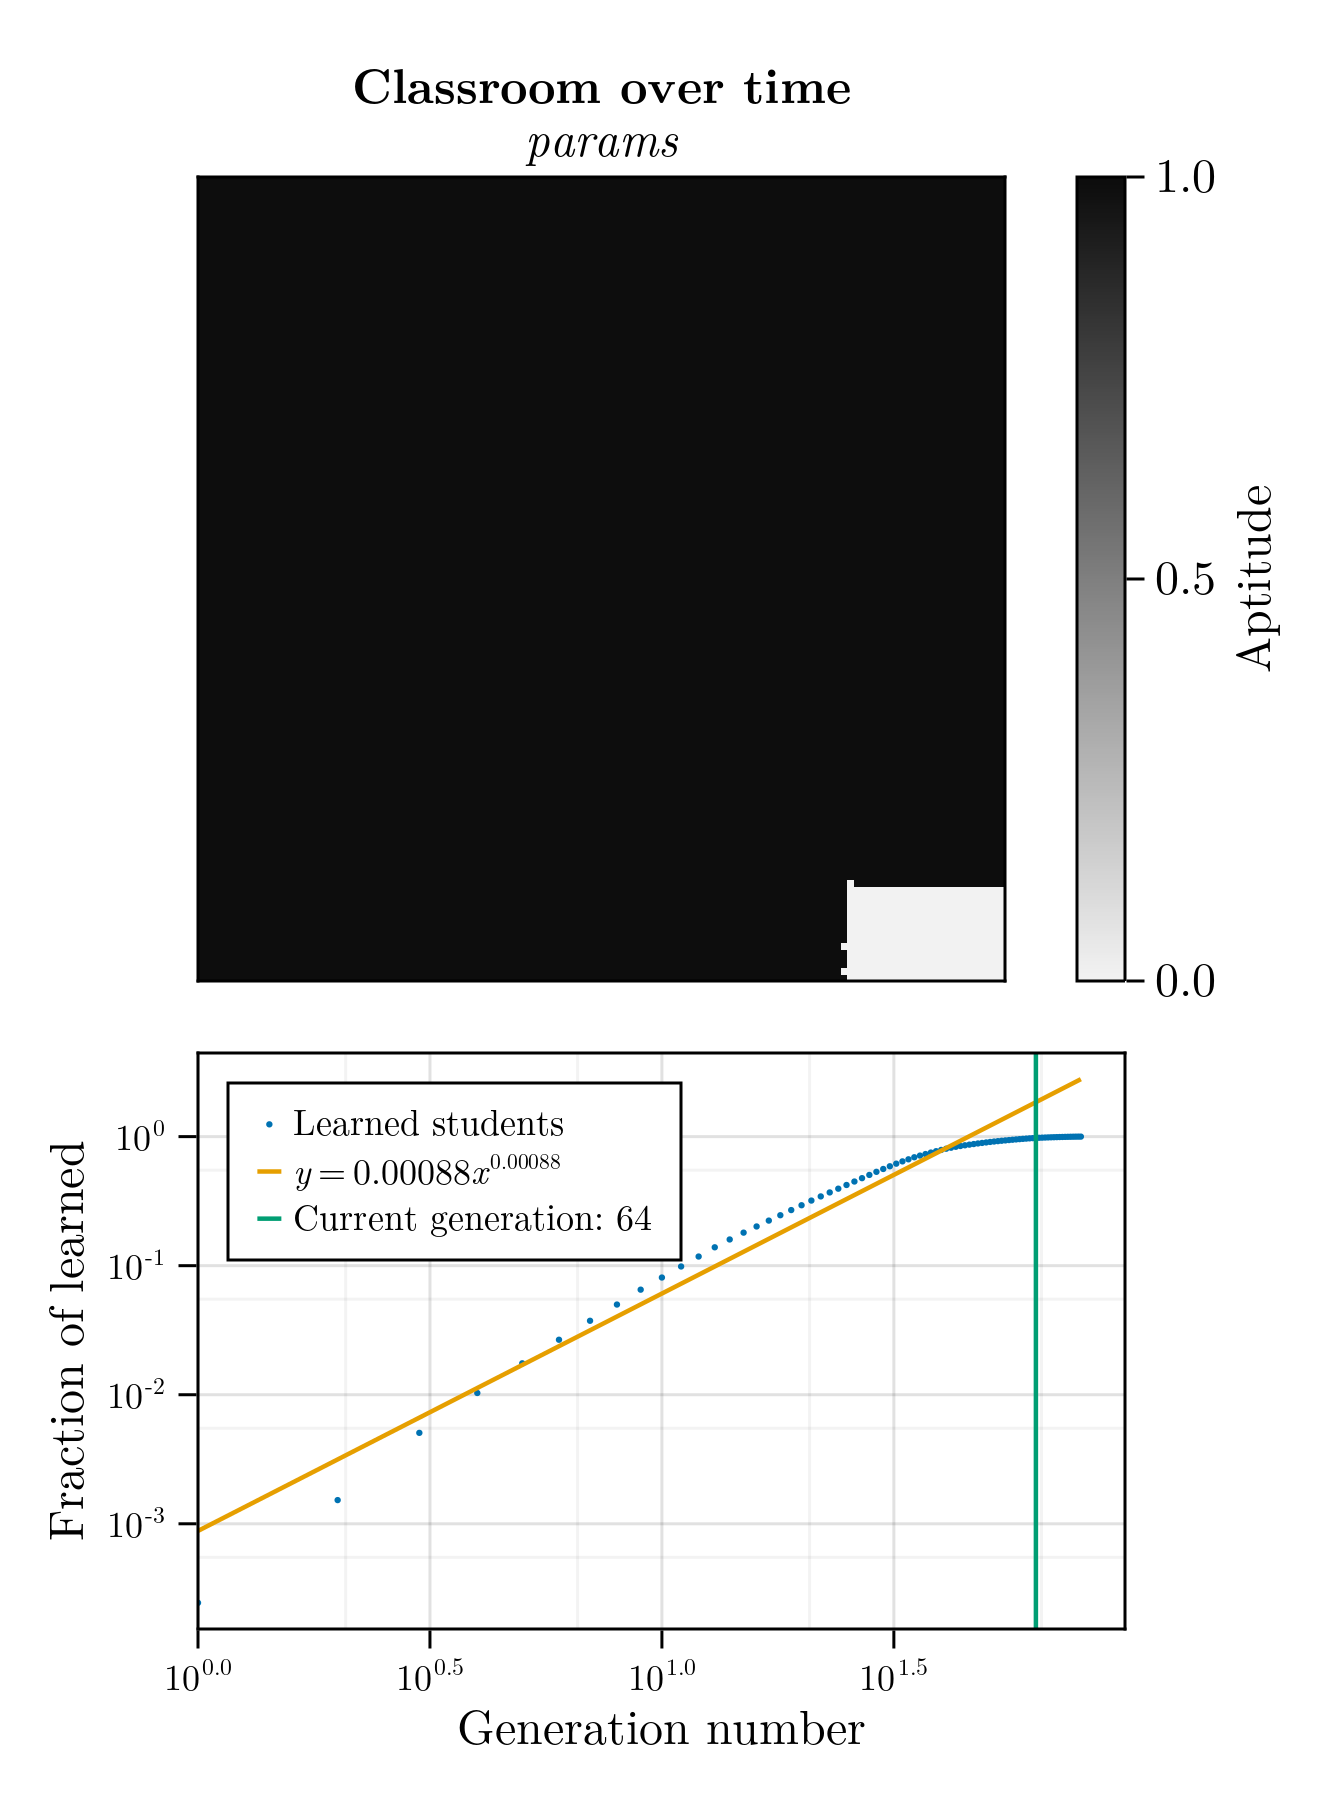 Classroom over time
params
1.0
0.5
0.0
Aptitude
Learned students
y = 0.00088x^0.00088
Current generation: 64
Fraction of learned
10^0
10^-1
10^-2
10^-3
10^0.0 10^0.5 10^1.0 10^1.5
Generation number